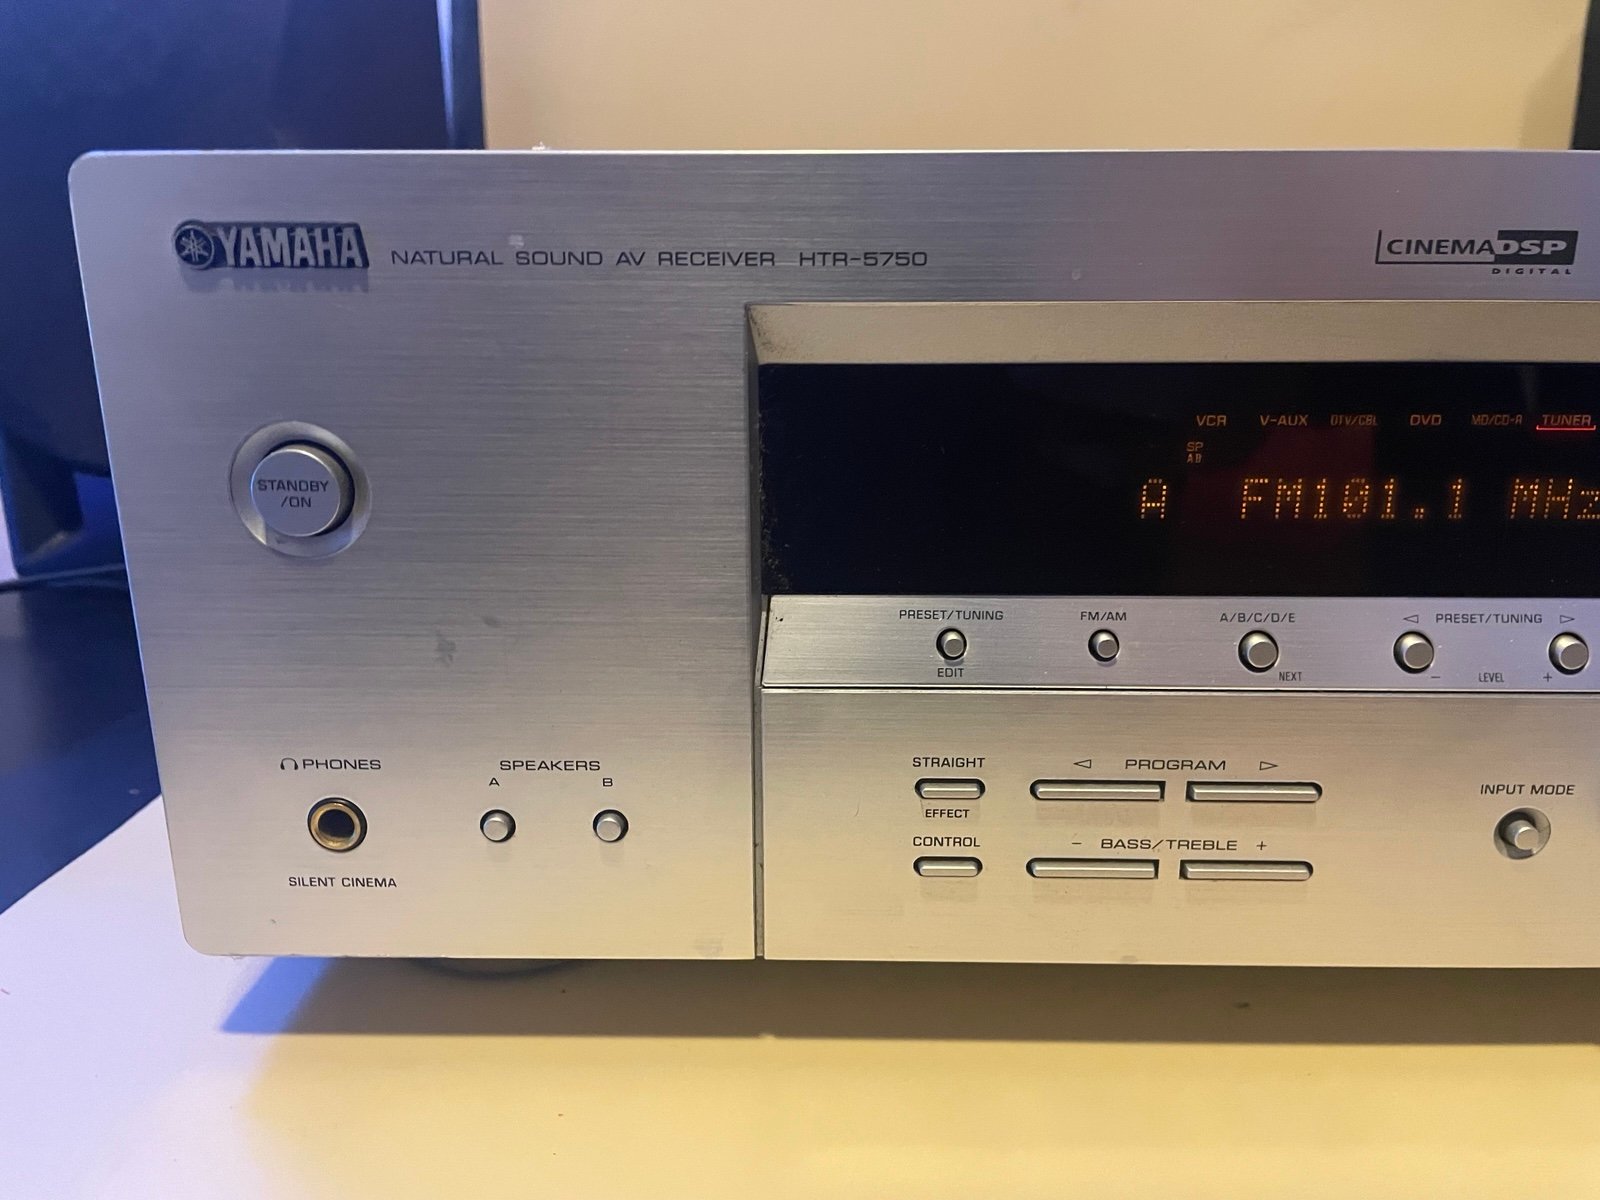 YAMAHA NATURAL SOUND AV RECEIVER HTR-5750
CINEMA DSP
DIGITAL
VCR V-AUX DTV/CBL DVD MD/CD-R TUNER
SP
A B
A FM101.1 MHz
STANDBY
/ON
PRESET/TUNING FM/AM A/B/C/D/E ◁ PRESET/TUNING ▷
EDIT NEXT - LEVEL +
PHONES
SPEAKERS
A B
SILENT CINEMA
STRAIGHT ◁ PROGRAM ▷
EFFECT
INPUT MODE
CONTROL - BASS/TREBLE +